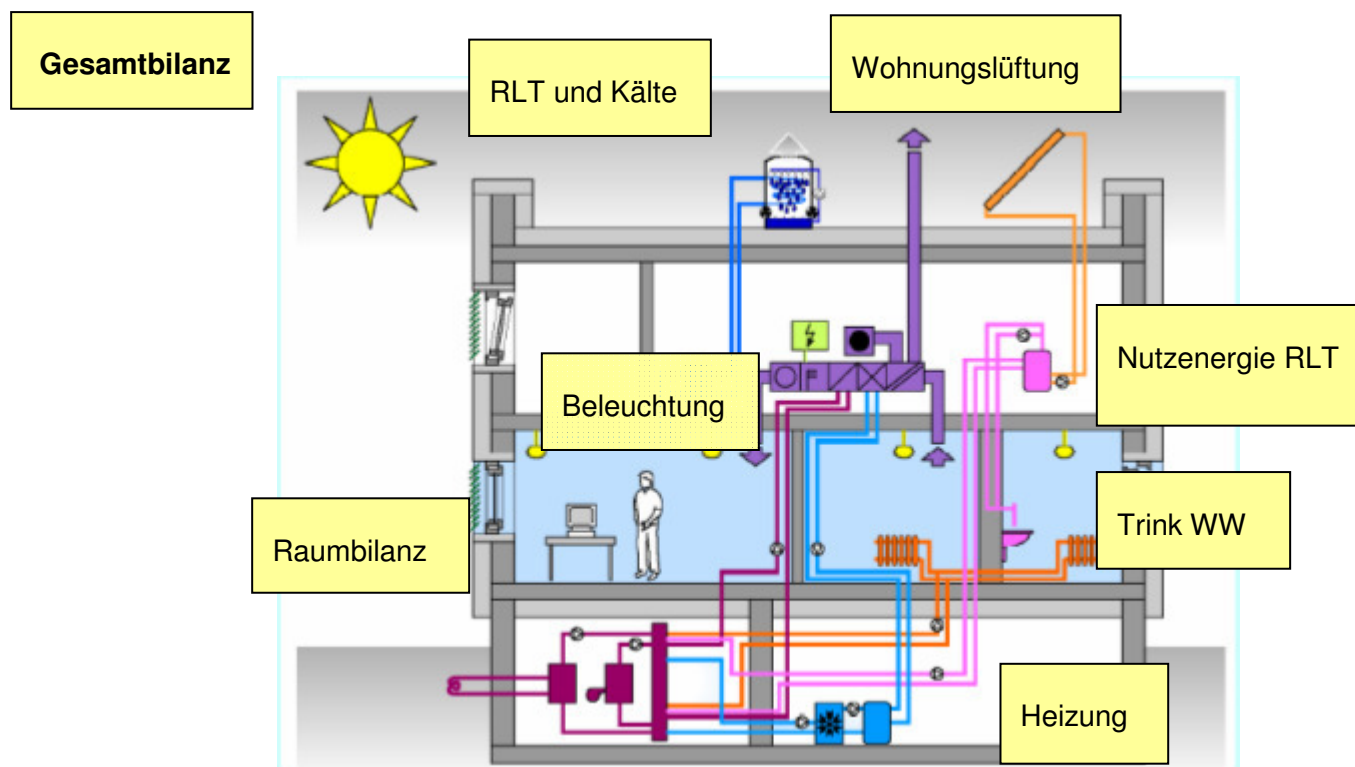 Gesamtbilanz
RLT und Kälte
Wohnungslüftung
Nutzenergie RLT
Beleuchtung
Trink WW
Raumbilanz
Heizung